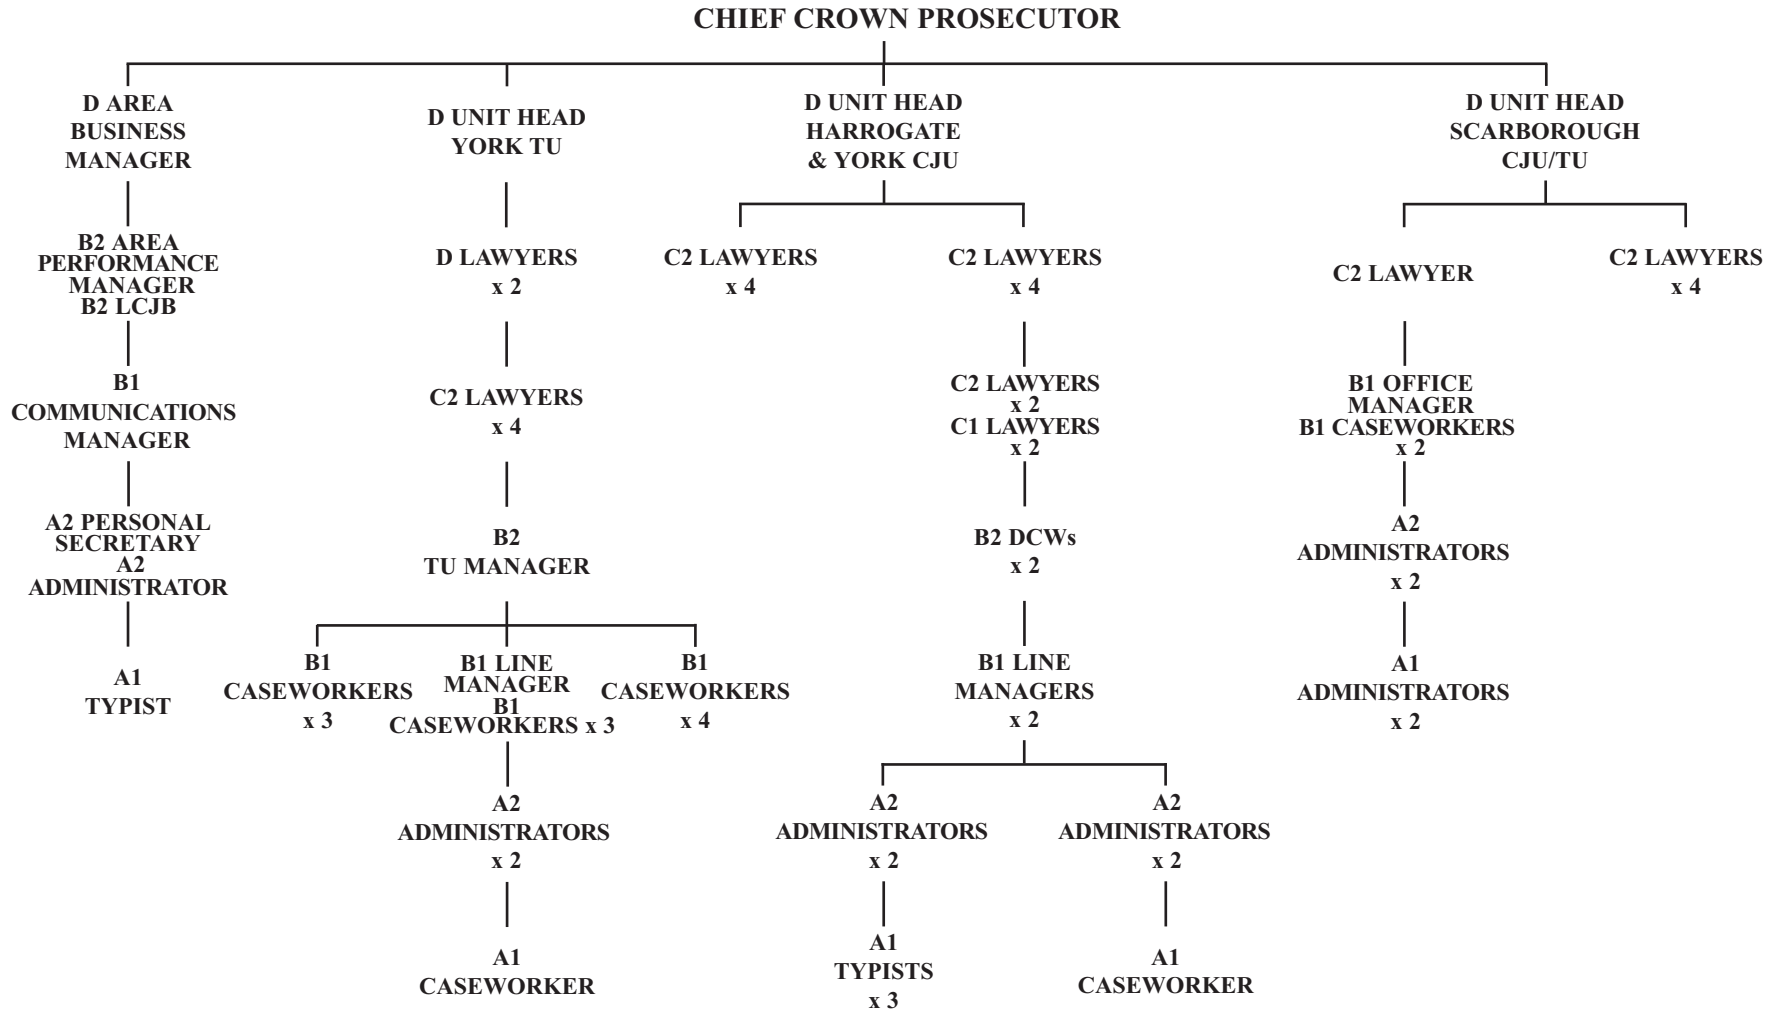 CHIEF CROWN PROSECUTOR
D AREA
BUSINESS
MANAGER
D UNIT HEAD
YORK TU
D UNIT HEAD
HARROGATE
& YORK CJU
D UNIT HEAD
SCARBOROUGH
CJU/TU
B2 AREA
PERFORMANCE
MANAGER
B2 LCJB
D LAWYERS
x 2
C2 LAWYERS
x 4
C2 LAWYERS
x 4
C2 LAWYER
C2 LAWYERS
x 4
B1
COMMUNICATIONS
MANAGER
C2 LAWYERS
x 4
C2 LAWYERS
x 2
C1 LAWYERS
x 2
B1 OFFICE
MANAGER
B1 CASEWORKERS
x 2
A2 PERSONAL
SECRETARY
A2
ADMINISTRATOR
B2
TU MANAGER
B2 DCWs
x 2
A2
ADMINISTRATORS
x 2
A1
TYPIST
B1
CASEWORKERS
x 3
B1 LINE
MANAGER
B1
CASEWORKERS x 3
B1
CASEWORKERS
x 4
B1 LINE
MANAGERS
x 2
A1
ADMINISTRATORS
x 2
A2
ADMINISTRATORS
x 2
A2
ADMINISTRATORS
x 2
A2
ADMINISTRATORS
x 2
A1
CASEWORKER
A1
TYPISTS
x 3
A1
CASEWORKER